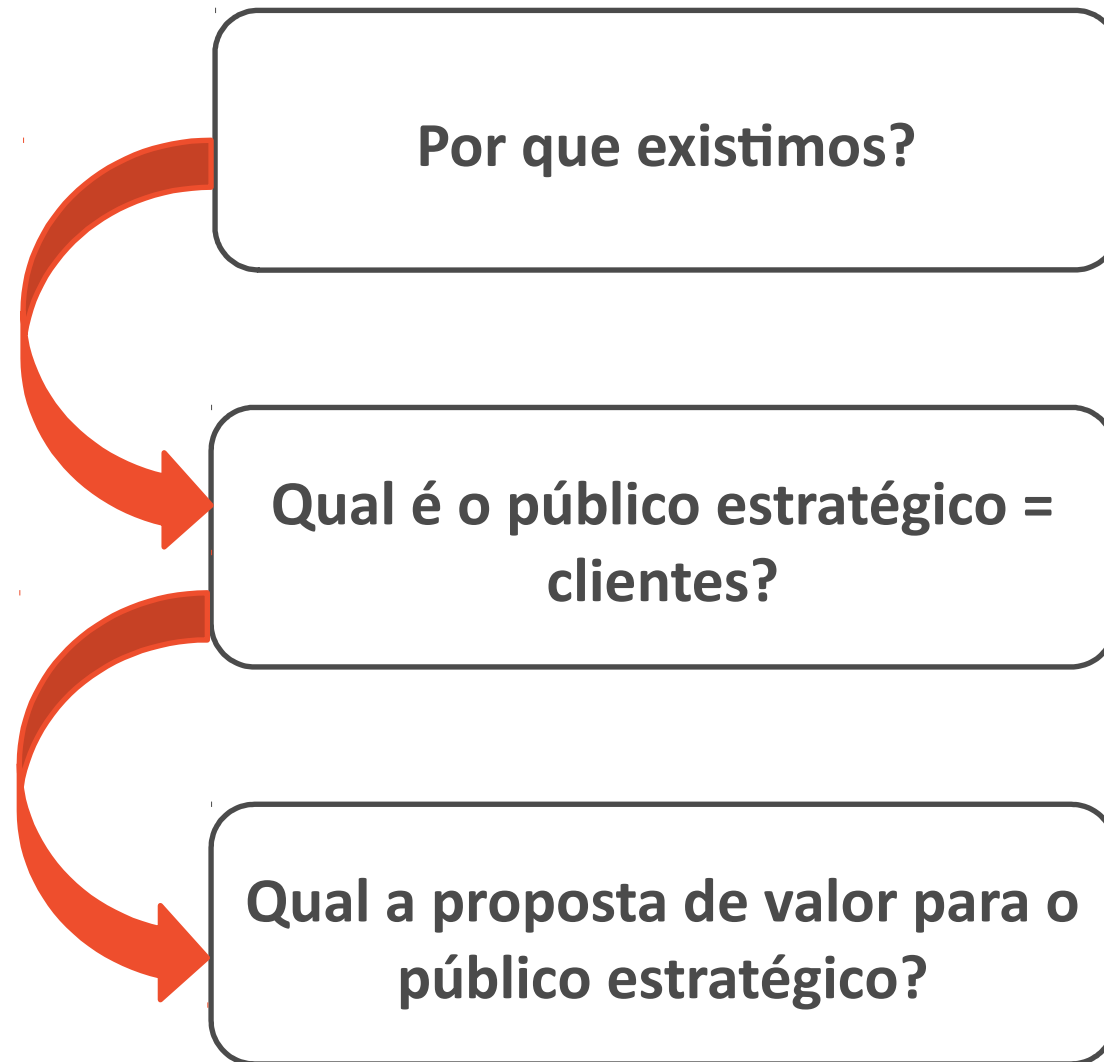 Por que existimos?
Qual é o público estratégico =
clientes?
Qual a proposta de valor para o
público estratégico?